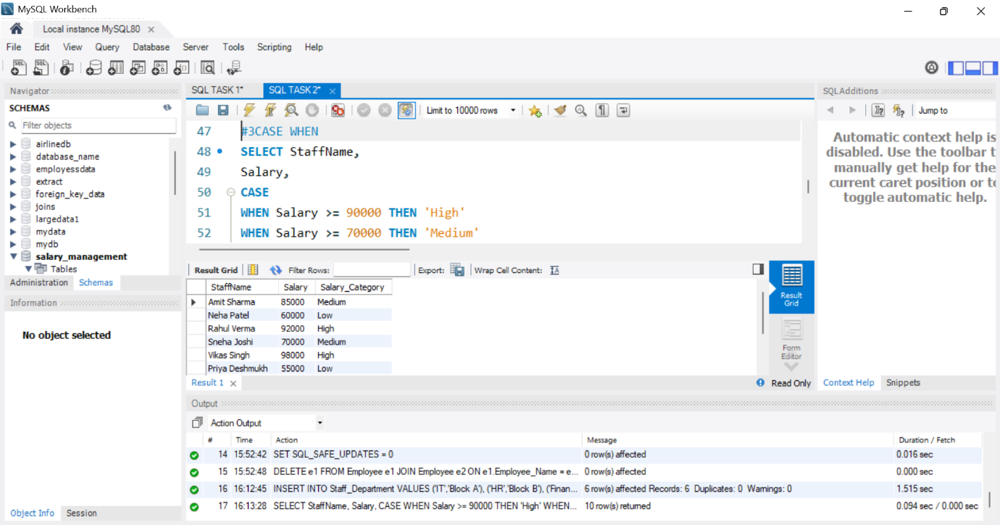 MySQL Workbench
Local instance MySQL80
File Edit View Query Database Server Tools Scripting Help
Navigator
SCHEMAS
Filter objects
airlinedb
database_name
employessdata
extract
foreign_key_data
joins
largedata1
mydata
mydb
salary_management
Tables
Administration Schemas
Information
No object selected
Object Info Session
SQL TASK 1* SQL TASK 2*
Limit to 10000 rows
47 #3CASE WHEN
48 SELECT StaffName,
49 Salary,
50 CASE
51 WHEN Salary >= 90000 THEN 'High'
52 WHEN Salary >= 70000 THEN 'Medium'
Result Grid Filter Rows: Export: Wrap Cell Content:
StaffName Salary Salary_Category
Amit Sharma 85000 Medium
Neha Patel 60000 Low
Rahul Verma 92000 High
Sneha Joshi 70000 Medium
Vikas Singh 98000 High
Priya Deshmukh 55000 Low
Result Grid
Form Editor
Result 1 Read Only
SQLAdditions
Jump to
Automatic context help is
disabled. Use the toolbar t
manually get help for the
current caret position or to
toggle automatic help.
Context Help Snippets
Output
Action Output
# Time Action Message Duration / Fetch
14 15:52:42 SET SQL_SAFE_UPDATES = 0 0 row(s) affected 0.016 sec
15 15:52:48 DELETE e1 FROM Employee e1 JOIN Employee e2 ON e1.Employee_Name = e... 0 row(s) affected 0.000 sec
16 16:12:45 INSERT INTO Staff_Department VALUES ('IT','Block A'), ('HR','Block B'), ('Finan... 6 row(s) affected Records: 6 Duplicates: 0 Warnings: 0 1.515 sec
17 16:13:28 SELECT StaffName, Salary, CASE WHEN Salary >= 90000 THEN 'High' WHEN... 10 row(s) returned 0.094 sec / 0.000 sec